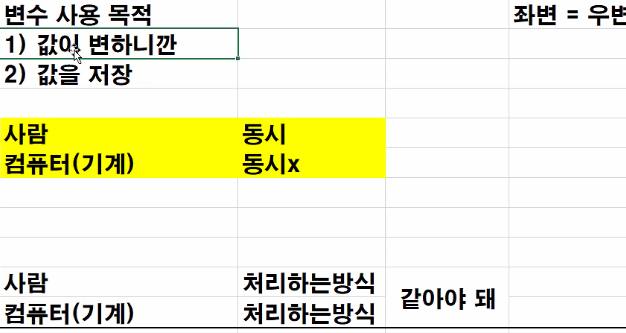 변수 사용 목적 좌변 = 우변
1) 값이 변하니깐
2) 값을 저장
사람 동시
컴퓨터(기계) 동시x
사람 처리하는방식
같아야 돼
컴퓨터(기계) 처리하는방식